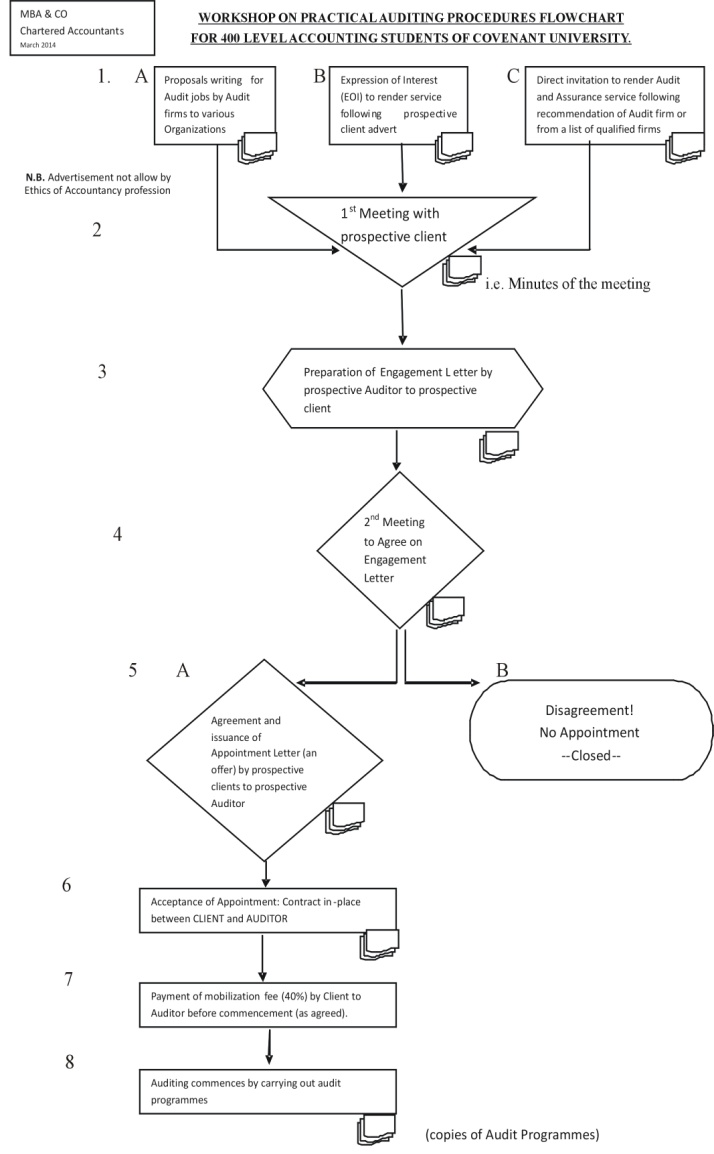 MBA & CO
Chartered Accountants
March 2014
WORKSHOP ON PRACTICAL AUDITING PROCEDURES FLOWCHART
FOR 400 LEVEL ACCOUNTING STUDENTS OF COVENANT UNIVERSITY.
1.
A
Proposals writing for
Audit jobs by Audit
firms to various
Organizations
B
Expression of Interest
(EOI) to render service
following prospective
client advert
C
Direct invitation to render Audit
and Assurance service following
recommendation of Audit firm or
from a list of qualified firms
N.B. Advertisement not allow by
Ethics of Accountancy profession
2
1st Meeting with
prospective client
i.e. Minutes of the meeting
3
Preparation of Engagement L etter by
prospective Auditor to prospective
client
4
2nd Meeting
to Agree on
Engagement
Letter
5
A
Agreement and
issuance of
Appointment Letter (an
offer) by prospective
clients to prospective
Auditor
B
Disagreement!
No Appointment
--Closed--
6
Acceptance of Appointment: Contract in -place
between CLIENT and AUDITOR
7
Payment of mobilization fee (40%) by Client to
Auditor before commencement (as agreed).
8
Auditing commences by carrying out audit
programmes
(copies of Audit Programmes)